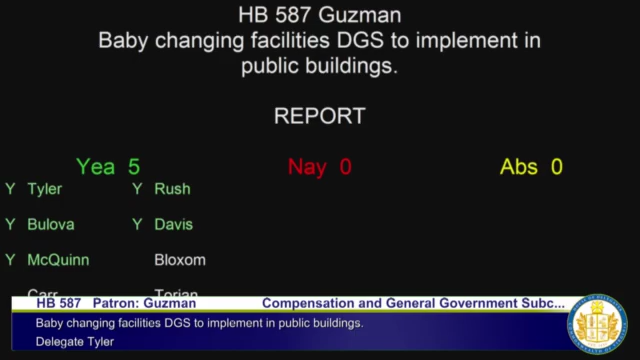 HB 587 Guzman
Baby changing facilities DGS to implement in
public buildings.
REPORT
Yea 5 Nay 0 Abs 0
Y Tyler Y Rush
Y Bulova Y Davis
Y McQuinn Bloxom
Carr Torian
HB 587 Patron: Guzman Compensation and General Government Subc...
Baby changing facilities DGS to implement in public buildings.
Delegate Tyler